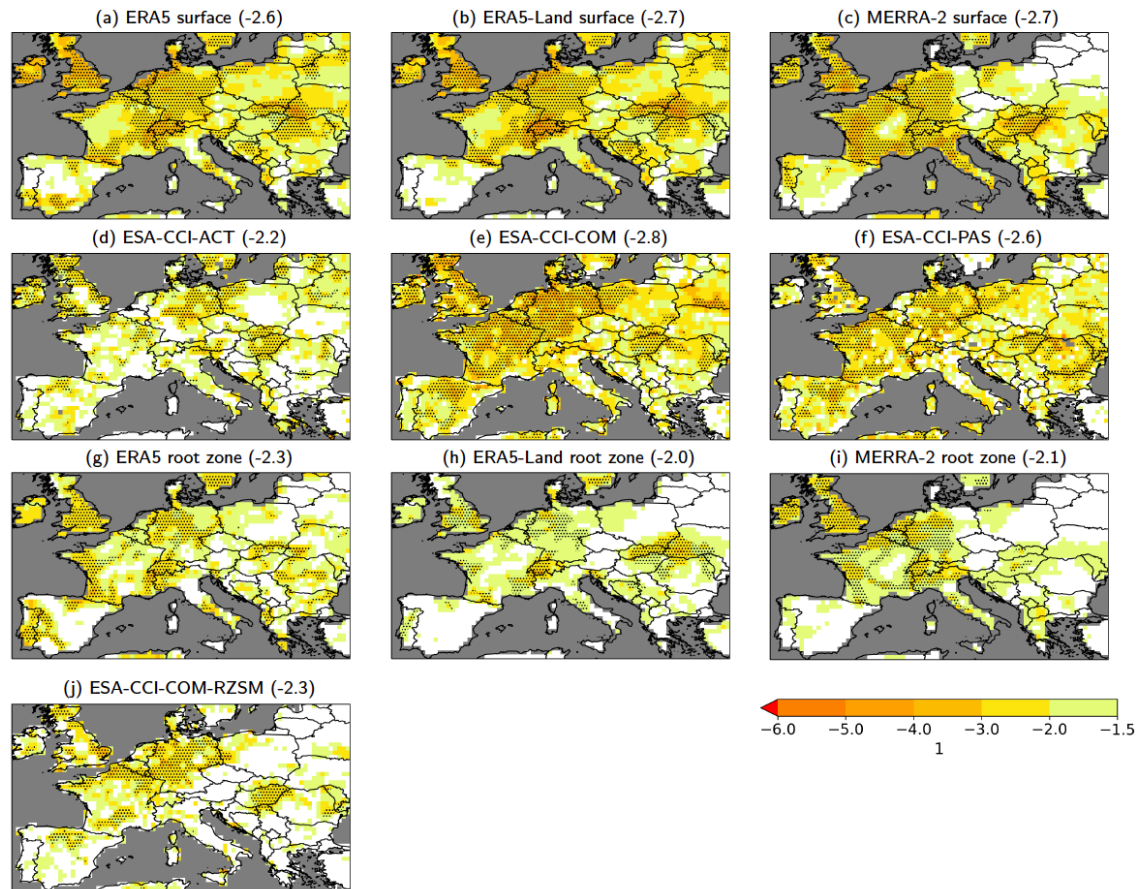 (a) ERA5 surface (-2.6)
(b) ERA5-Land surface (-2.7)
(c) MERRA-2 surface (-2.7)
(d) ESA-CCI-ACT (-2.2)
(e) ESA-CCI-COM (-2.8)
(f) ESA-CCI-PAS (-2.6)
(g) ERA5 root zone (-2.3)
(h) ERA5-Land root zone (-2.0)
(i) MERRA-2 root zone (-2.1)
(j) ESA-CCI-COM-RZSM (-2.3)
−6.0 −5.0 −4.0 −3.0 −2.0 −1.5
1